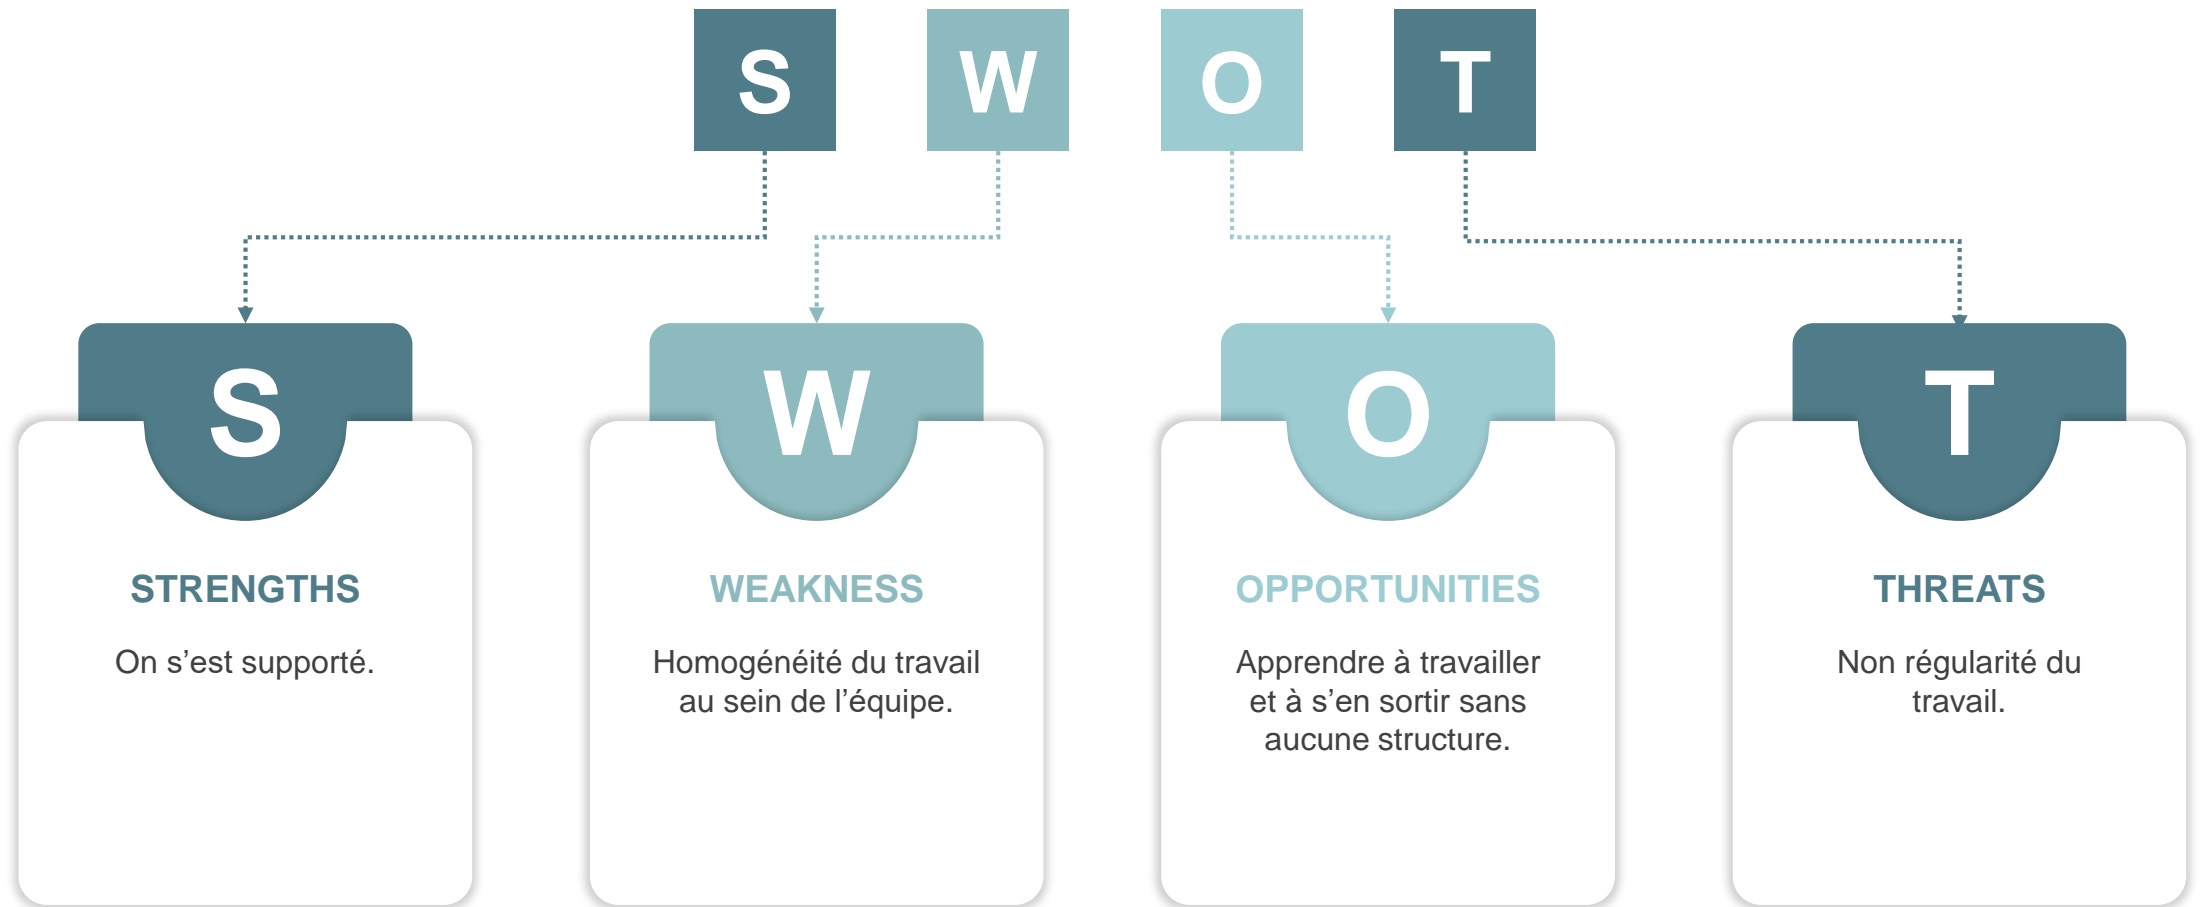 S
W
O
T
S
W
O
T
STRENGTHS
On s’est supporté.
WEAKNESS
Homogénéité du travail
au sein de l’équipe.
OPPORTUNITIES
Apprendre à travailler
et à s’en sortir sans
aucune structure.
THREATS
Non régularité du
travail.